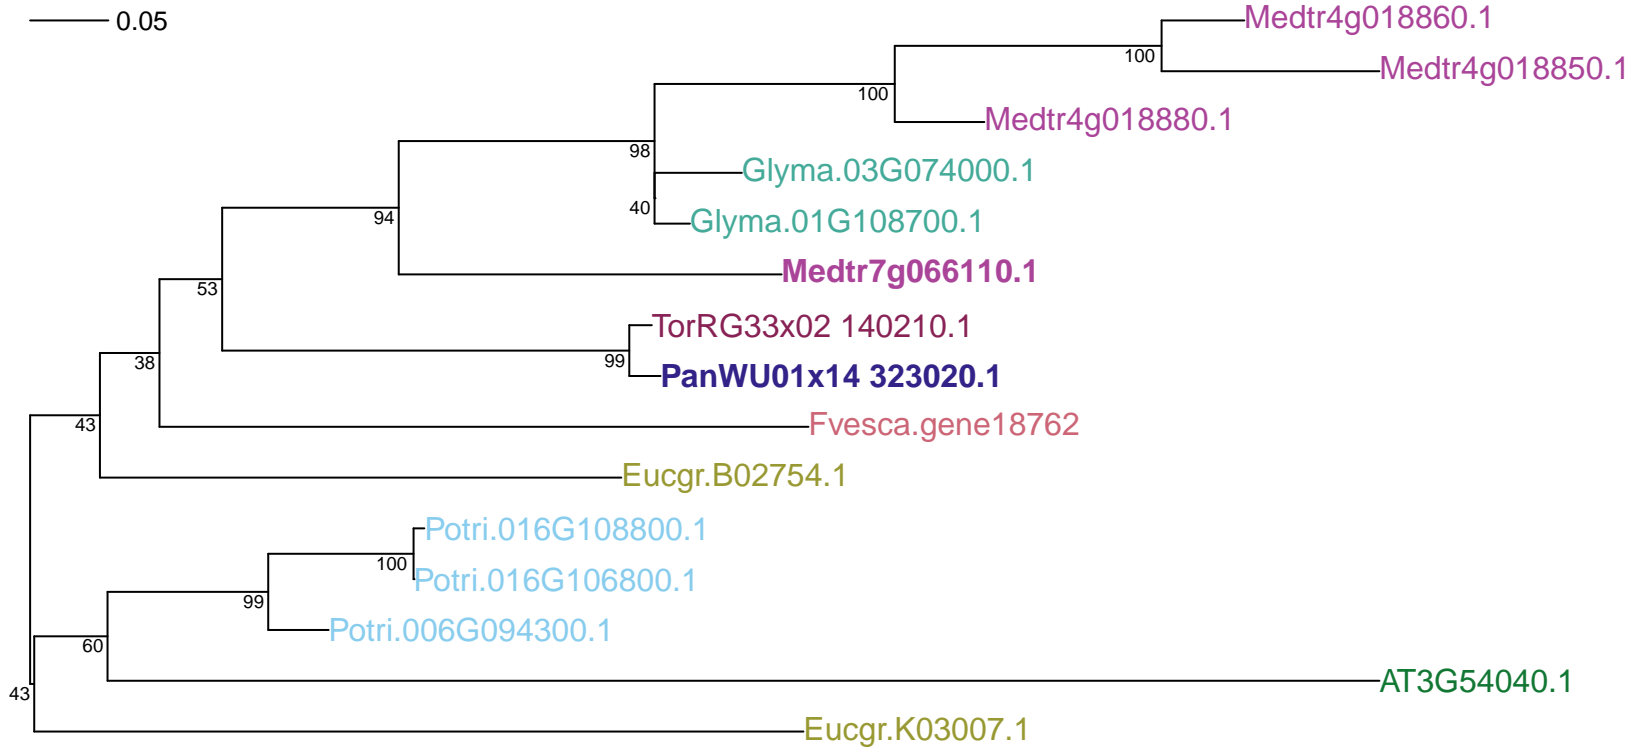 0.05
Medtr4g018860.1
100
Medtr4g018850.1
100
Medtr4g018880.1
98
Glyma.03G074000.1
40
Glyma.01G108700.1
94
Medtr7g066110.1
53
TorRG33x02 140210.1
99
PanWU01x14 323020.1
38
Fvesca.gene18762
43
Eucgr.B02754.1
Potri.016G108800.1
100
Potri.016G106800.1
99
Potri.006G094300.1
60
AT3G54040.1
43
Eucgr.K03007.1